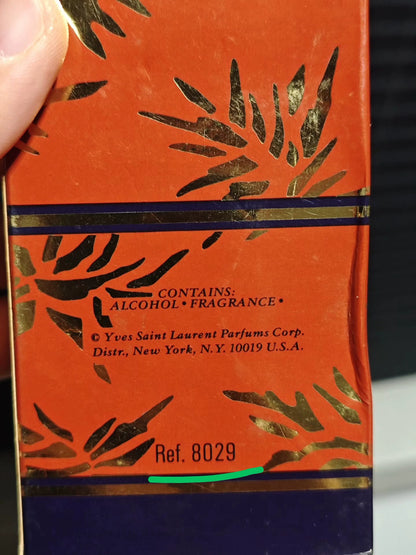 CONTAINS:
ALCOHOL • FRAGRANCE •
© Yves Saint Laurent Parfums Corp.
Distr., New York, N.Y. 10019 U.S.A.
Ref. 8029